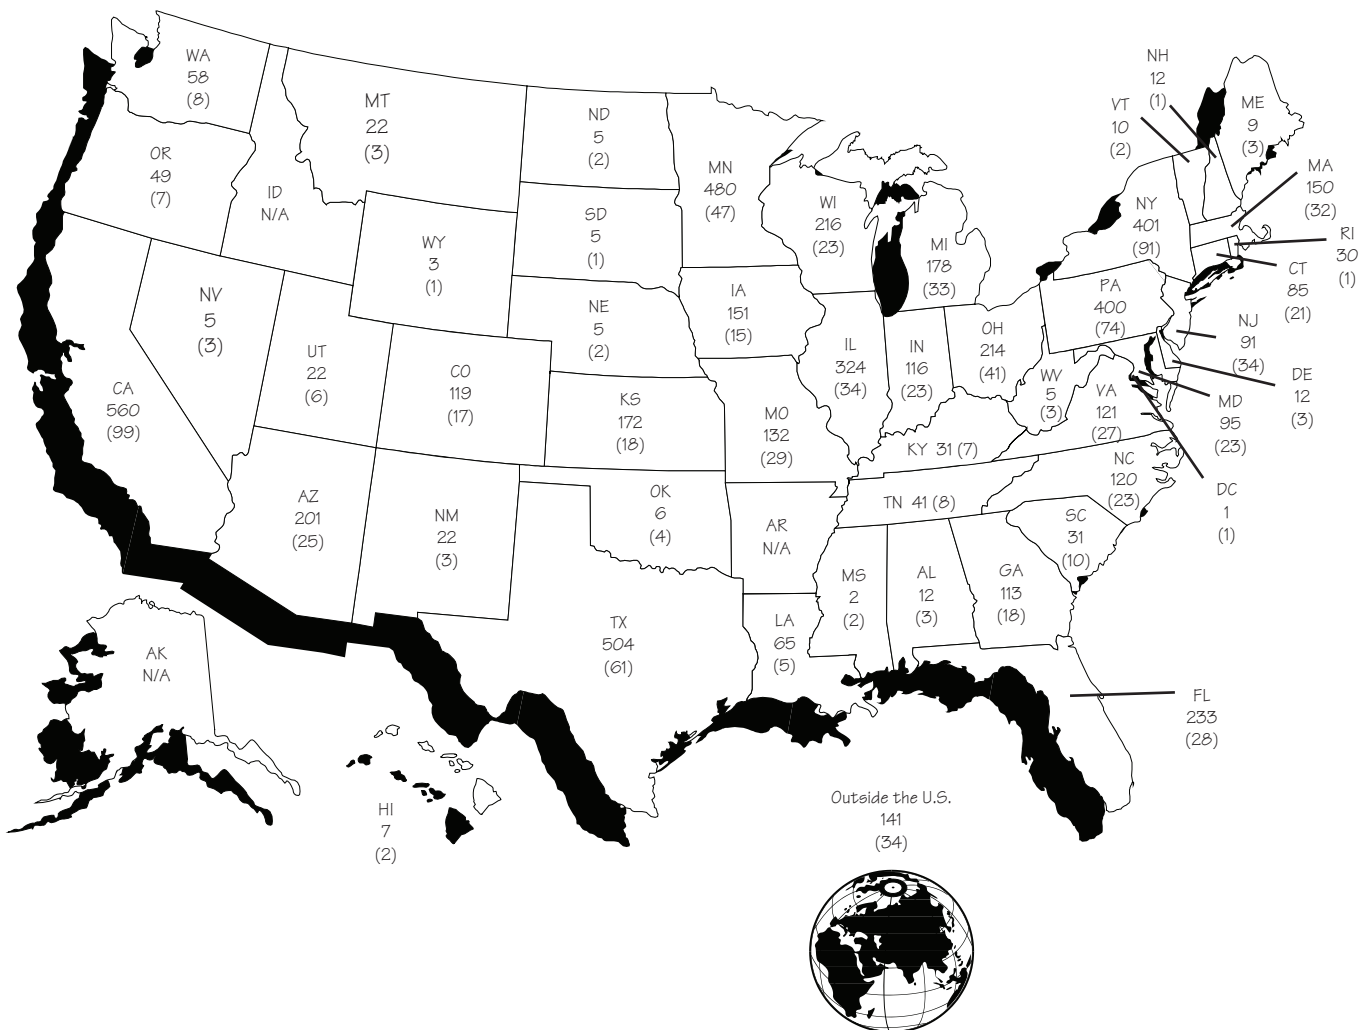 WA
58
(8)
OR
49
(7)
ID
N/A
MT
22
(3)
ND
5
(2)
SD
5
(1)
WY
3
(1)
NE
5
(2)
NV
5
(3)
UT
22
(6)
CO
119
(17)
KS
172
(18)
CA
560
(99)
AZ
201
(25)
NM
22
(3)
OK
6
(4)
TX
504
(61)
MN
480
(47)
IA
151
(15)
MO
132
(29)
AR
N/A
LA
65
(5)
WI
216
(23)
IL
324
(34)
MI
178
(33)
IN
116
(23)
OH
214
(41)
KY 31 (7)
TN 41 (8)
MS
2
(2)
AL
12
(3)
GA
113
(18)
SC
31
(10)
NC
120
(23)
WV
5
(3)
VA
121
(27)
PA
400
(74)
NY
401
(91)
VT
10
(2)
NH
12
(1)
ME
9
(3)
MA
150
(32)
RI
30
(1)
CT
85
(21)
NJ
91
(34)
DE
12
(3)
MD
95
(23)
DC
1
(1)
FL
233
(28)
AK
N/A
HI
7
(2)
Outside the U.S.
141
(34)